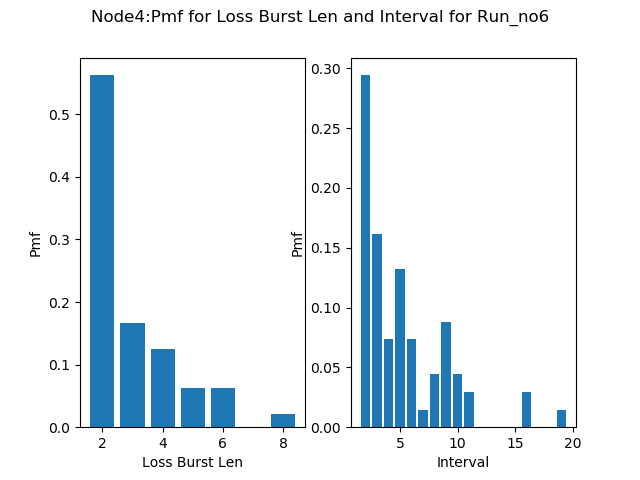 Node4:Pmf for Loss Burst Len and Interval for Run_no6
Pmf
0.5
0.4
0.3
0.2
0.1
0.0
2 4 6 8
Loss Burst Len
Pmf
0.30
0.25
0.20
0.15
0.10
0.05
0.00
5 10 15 20
Interval